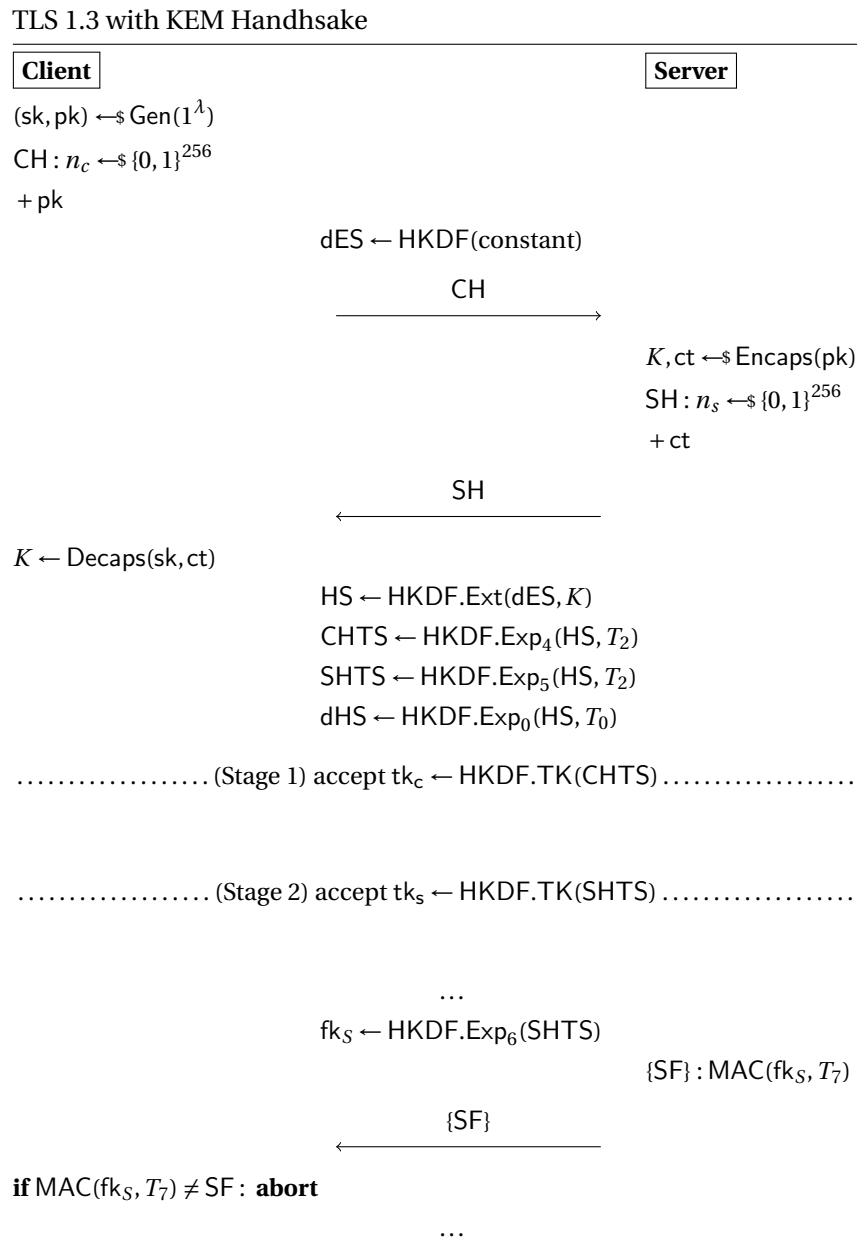 TLS 1.3 with KEM Handhsake
Client Server
(sk, pk) ←$ Gen(1^λ)
CH : n_c ←$ {0, 1}^256
+ pk
dES ← HKDF(constant)
CH
K, ct ←$ Encaps(pk)
SH : n_s ←$ {0, 1}^256
+ ct
SH
K ← Decaps(sk, ct)
HS ← HKDF.Ext(dES, K)
CHTS ← HKDF.Exp_4(HS, T_2)
SHTS ← HKDF.Exp_5(HS, T_2)
dHS ← HKDF.Exp_0(HS, T_0)
................... (Stage 1) accept tk_c ← HKDF.TK(CHTS) ...................
................... (Stage 2) accept tk_s ← HKDF.TK(SHTS) ...................
...
fk_S ← HKDF.Exp_6(SHTS)
{SF} : MAC(fk_S, T_7)
{SF}
if MAC(fk_S, T_7) ≠ SF : abort
...